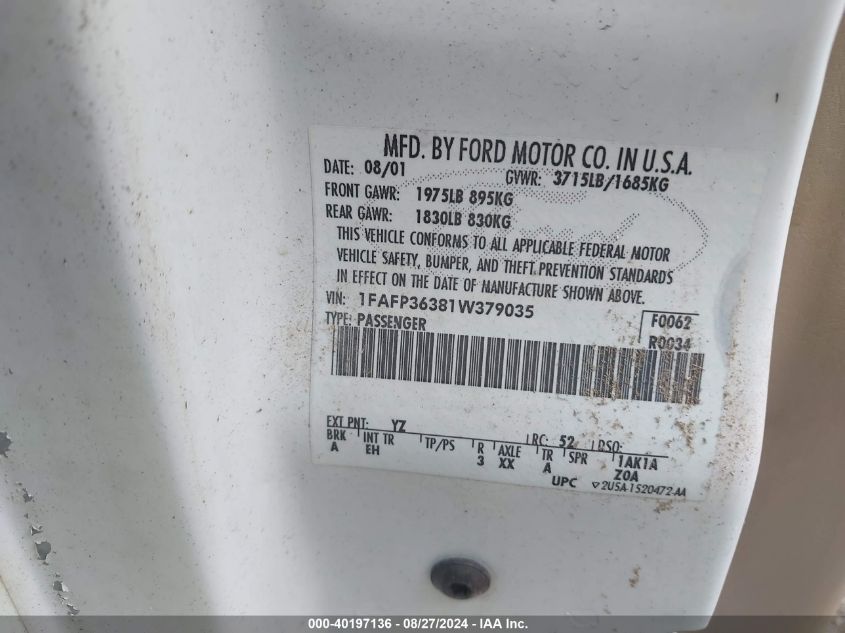 MFD. BY FORD MOTOR CO. IN U.S.A.
DATE: 08/01 GVWR: 3715LB/1685KG
FRONT GAWR: 1975LB 895KG
REAR GAWR: 1830LB 830KG
THIS VEHICLE CONFORMS TO ALL APPLICABLE FEDERAL MOTOR
VEHICLE SAFETY, BUMPER, AND THEFT PREVENTION STANDARDS
IN EFFECT ON THE DATE OF MANUFACTURE SHOWN ABOVE.
VIN: 1FAFP36381W379035
TYPE: PASSENGER
F0062
R0034
EXT PNT: YZ RC: 52 DSO:
BRK INT TR TP/PS R AXLE TR SPR 1AK1A
A EH 3 XX A Z0A
UPC ▽2U5A-1520472-AA
000-40197136 - 08/27/2024 - IAA Inc.